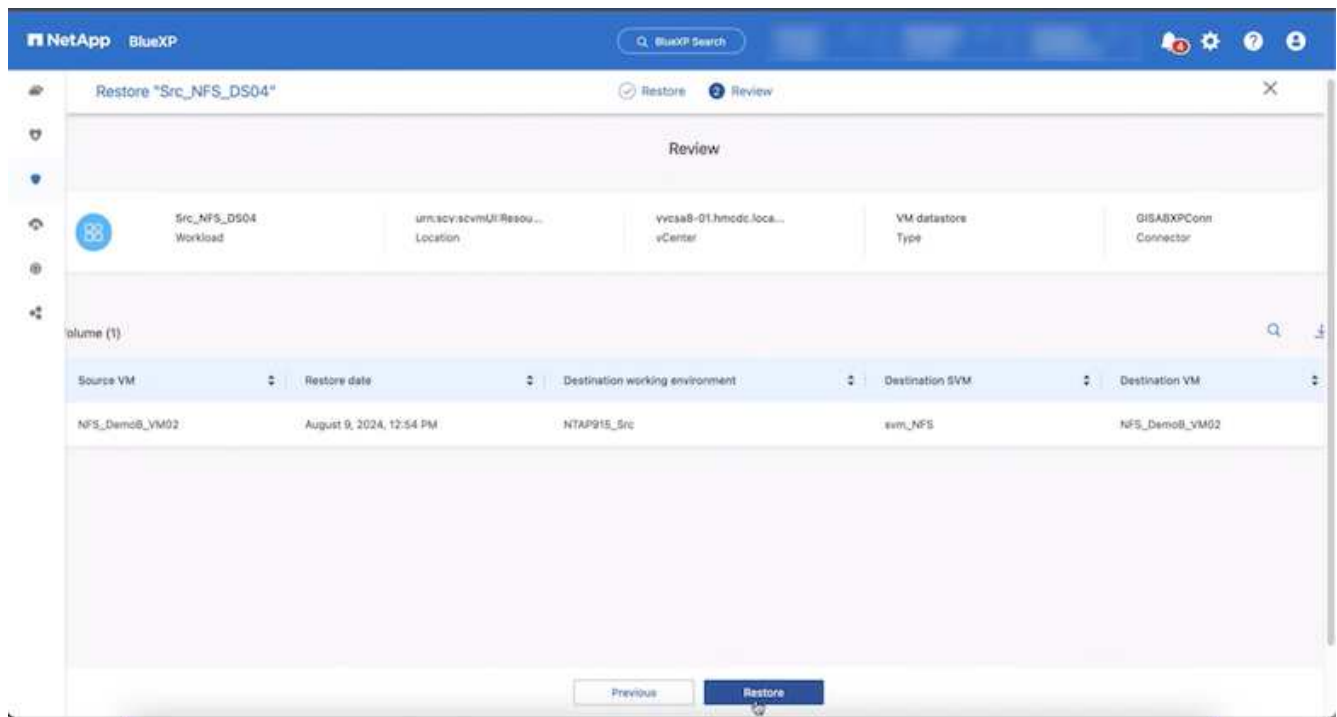 NetApp BlueXP
BlueXP Search
4
Restore "Src_NFS_DS04"
Restore
2 Review
Review
Src_NFS_DS04
Workload
urn:scv:scvmUI:Resou...
Location
vvcsa8-01.hmcdc.loca...
vCenter
VM datastore
Type
GISABXPConn
Connector
olume (1)
Source VM Restore date Destination working environment Destination SVM Destination VM
NFS_DemoB_VM02 August 9, 2024, 12:54 PM NTAP915_Src svm_NFS NFS_DemoB_VM02
Previous Restore